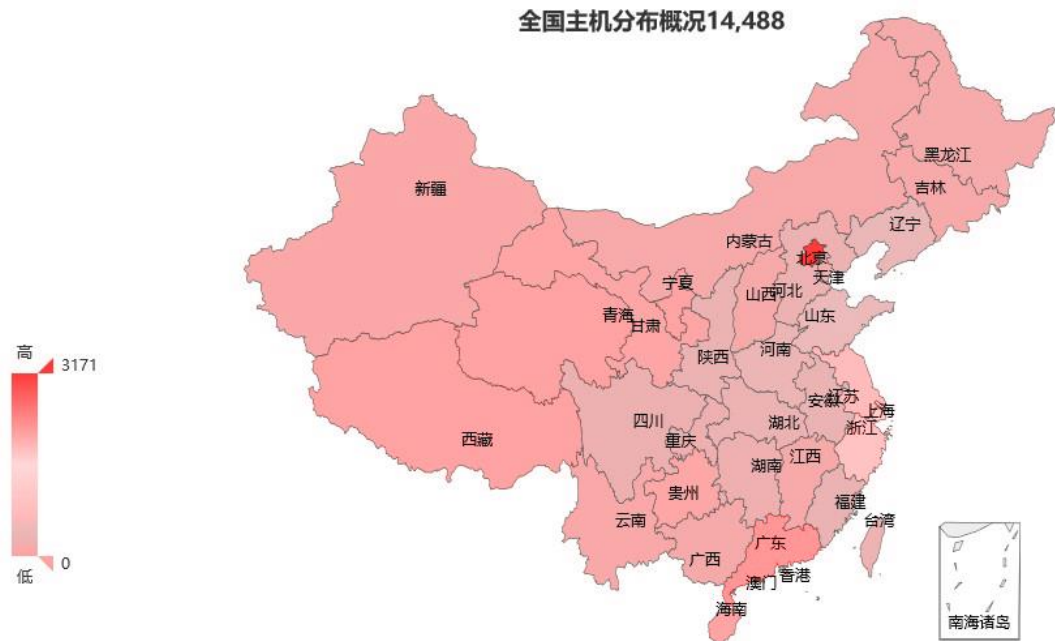 全国主机分布概况14,488
黑龙江
新疆
吉林
辽宁
内蒙古
北京
天津
宁夏
山西
河北
青海
甘肃
山东
高
3171
陕西
河南
安徽
江苏
上海
四川
湖北
浙江
西藏
重庆
湖南
江西
贵州
福建
云南
台湾
广东
广西
低
0
香港
澳门
海南
南海诸岛